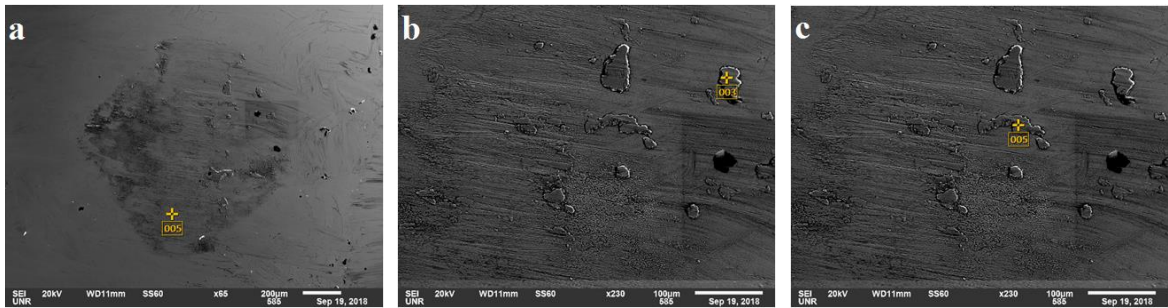 a
005
SEI 20kV WD11mm SS60 x65 200µm
UNR 585 Sep 19, 2018
b
003
SEI 20kV WD11mm SS60 x230 100µm
UNR 585 Sep 19, 2018
c
005
SEI 20kV WD11mm SS60 x230 100µm
UNR 585 Sep 19, 2018